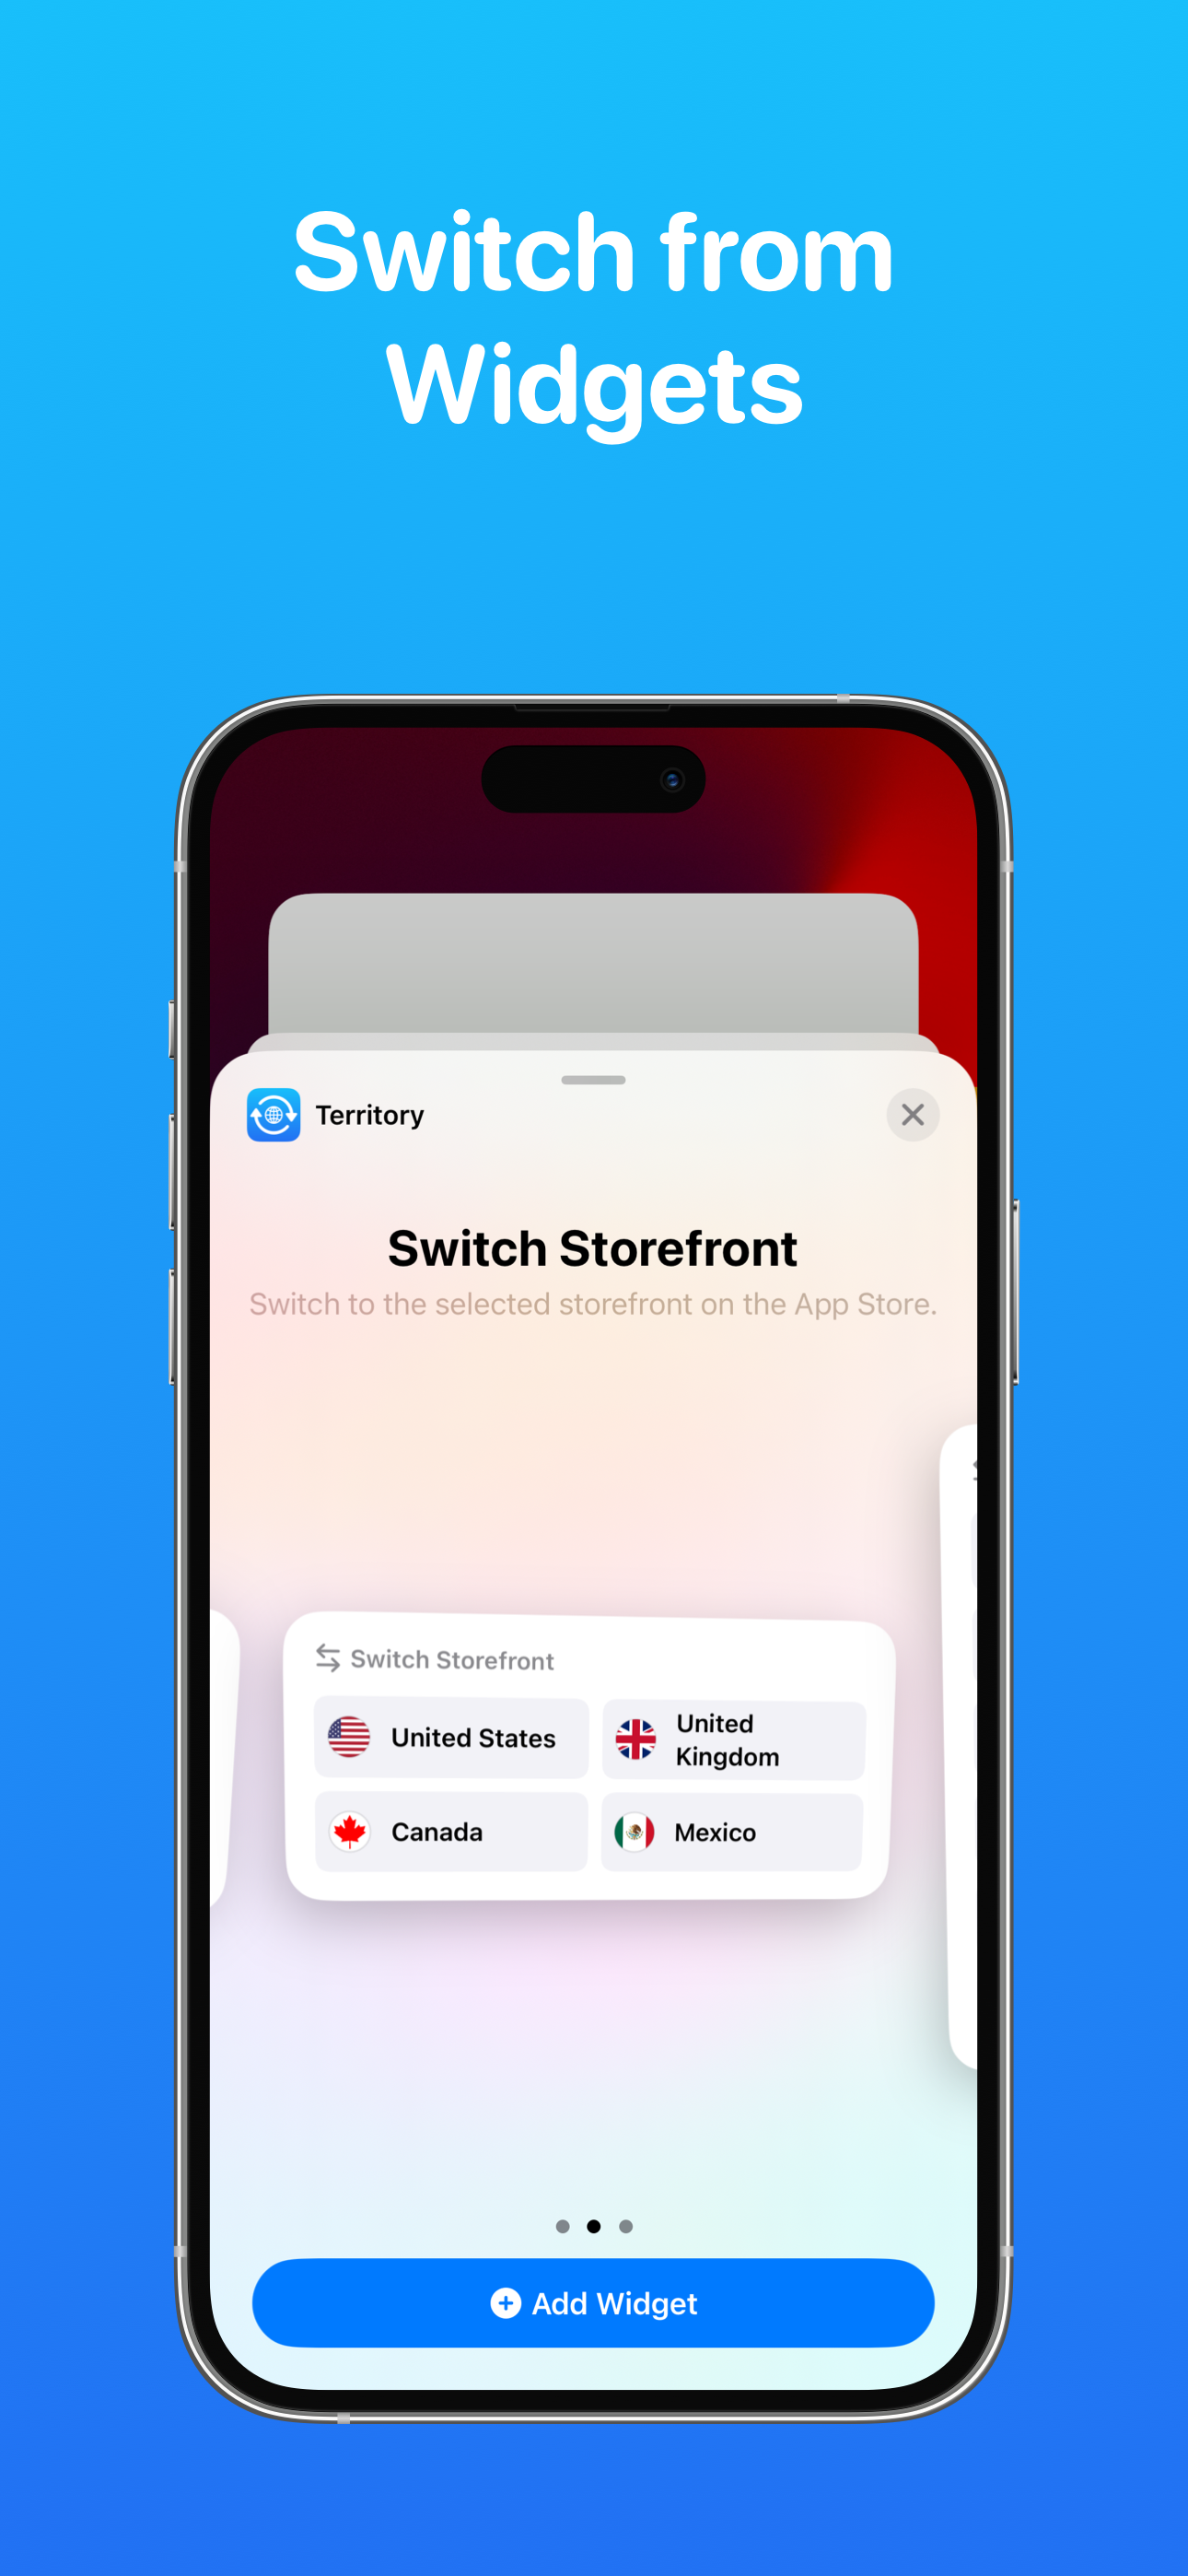 Switch from
Widgets
Territory
Switch Storefront
Switch to the selected storefront on the App Store.
Switch Storefront
United States
United
Kingdom
Canada
Mexico
Add Widget